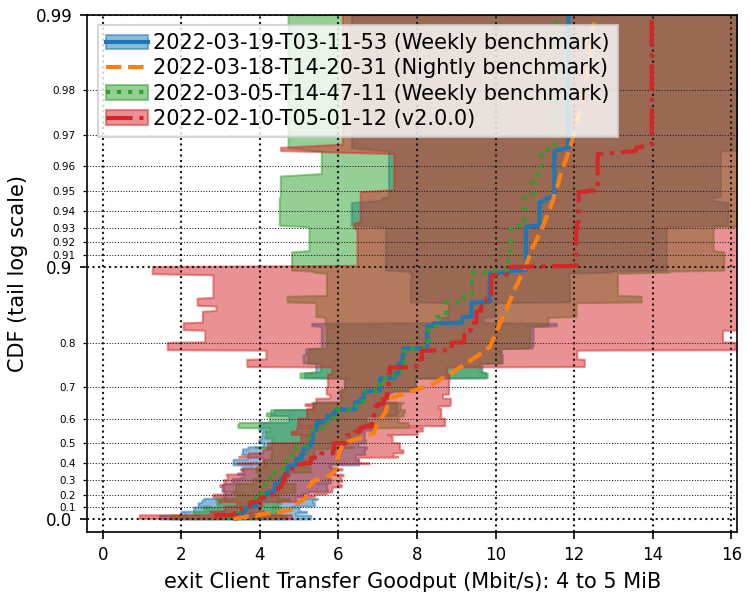 0.99
0.98
0.97
0.96
0.95
0.94
0.93
0.92
0.91
0.9
0.8
0.7
0.6
0.5
0.4
0.3
0.2
0.1
0.0
CDF (tail log scale)
2022-03-19-T03-11-53 (Weekly benchmark)
2022-03-18-T14-20-31 (Nightly benchmark)
2022-03-05-T14-47-11 (Weekly benchmark)
2022-02-10-T05-01-12 (v2.0.0)
0 2 4 6 8 10 12 14 16
exit Client Transfer Goodput (Mbit/s): 4 to 5 MiB